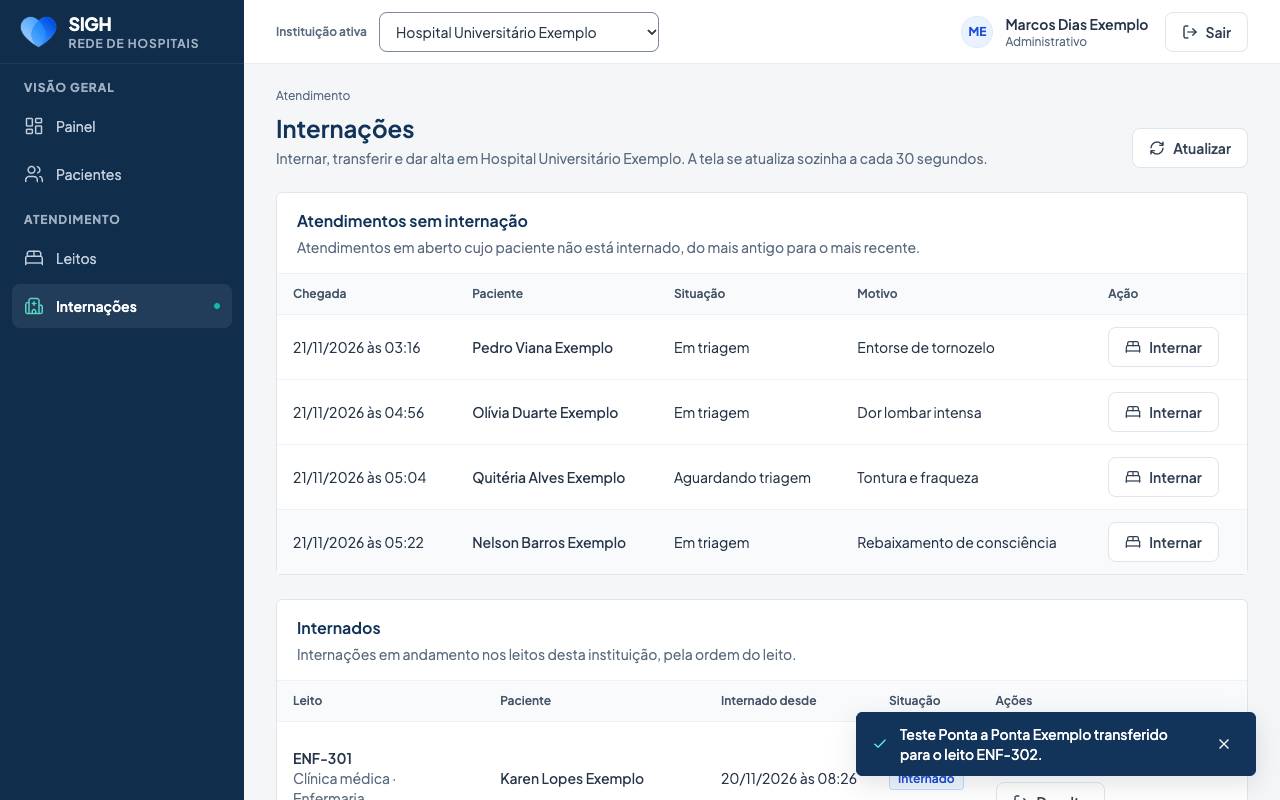 SIGH
REDE DE HOSPITAIS
VISÃO GERAL
Painel
Pacientes
ATENDIMENTO
Leitos
Internações
Instituição ativa
Hospital Universitário Exemplo
ME
Marcos Dias Exemplo
Administrativo
Sair
Atendimento
Internações
Internar, transferir e dar alta em Hospital Universitário Exemplo. A tela se atualiza sozinha a cada 30 segundos.
Atualizar
Atendimentos sem internação
Atendimentos em aberto cujo paciente não está internado, do mais antigo para o mais recente.
Chegada Paciente Situação Motivo Ação
21/11/2026 às 03:16 Pedro Viana Exemplo Em triagem Entorse de tornozelo Internar
21/11/2026 às 04:56 Olívia Duarte Exemplo Em triagem Dor lombar intensa Internar
21/11/2026 às 05:04 Quitéria Alves Exemplo Aguardando triagem Tontura e fraqueza Internar
21/11/2026 às 05:22 Nelson Barros Exemplo Em triagem Rebaixamento de consciência Internar
Internados
Internações em andamento nos leitos desta instituição, pela ordem do leito.
Leito Paciente Internado desde Situação Ações
ENF-301
Clínica médica ·
Enfermaria
Karen Lopes Exemplo 20/11/2026 às 08:26 Internado
Teste Ponta a Ponta Exemplo transferido
para o leito ENF-302.